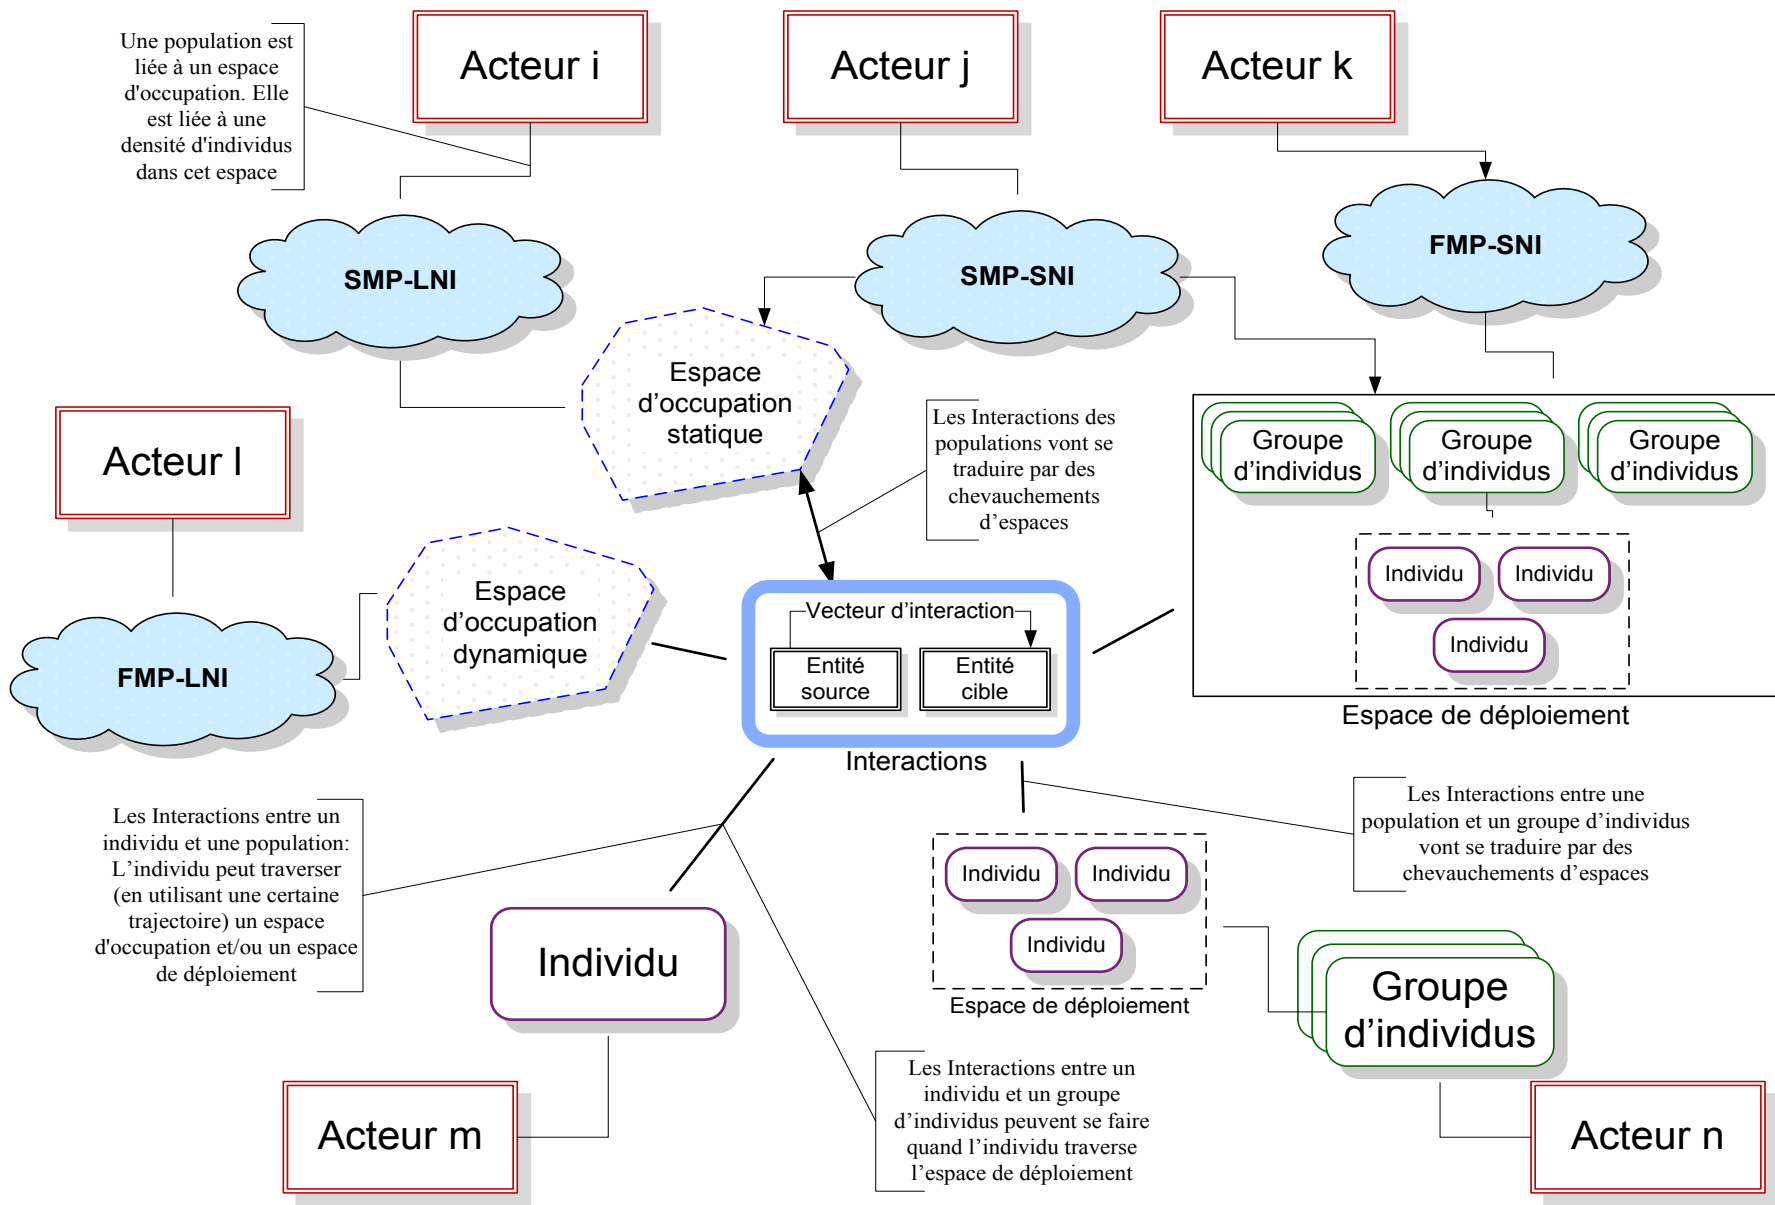 Une population est
liée à un espace
d'occupation. Elle
est liée à une
densité d'individus
dans cet espace
Acteur i
Acteur j
Acteur k
SMP-LNI
SMP-SNI
FMP-SNI
Espace
d’occupation
statique
Les Interactions des
populations vont se
traduire par des
chevauchements
d’espaces
Groupe
d’individus
Groupe
d’individus
Groupe
d’individus
Individu
Individu
Individu
Espace de déploiement
Acteur l
FMP-LNI
Espace
d’occupation
dynamique
Vecteur d’interaction
Entité
source
Entité
cible
Interactions
Les Interactions entre un
individu et une population:
L’individu peut traverser
(en utilisant une certaine
trajectoire) un espace
d'occupation et/ou un espace
de déploiement
Les Interactions entre une
population et un groupe d’individus
vont se traduire par des
chevauchements d’espaces
Individu
Individu
Individu
Individu
Espace de déploiement
Groupe
d’individus
Les Interactions entre un
individu et un groupe
d’individus peuvent se faire
quand l’individu traverse
l’espace de déploiement
Acteur m
Acteur n